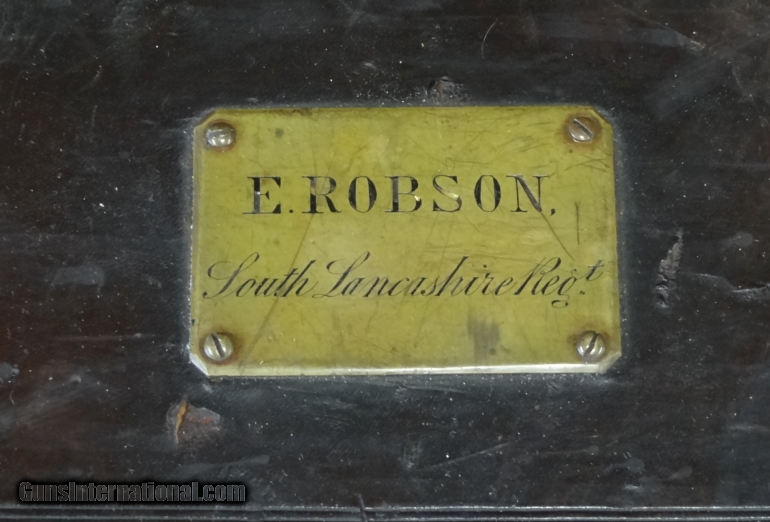 E. ROBSON,
South Lancashire Regt.
GunsInternational.com